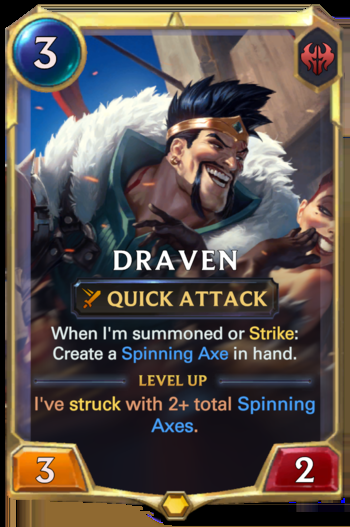 3
DRAVEN
QUICK ATTACK
When I'm summoned or Strike:
Create a Spinning Axe in hand.
LEVEL UP
I've struck with 2+ total Spinning
Axes.
3
2